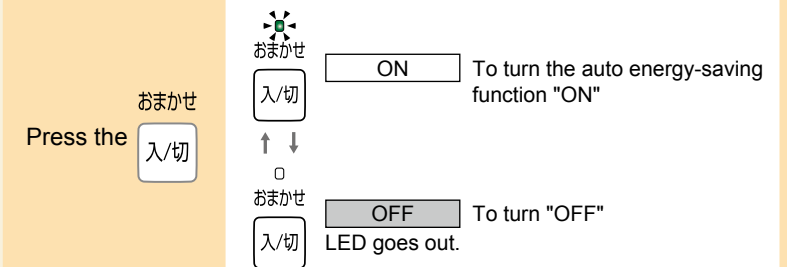 Press the
おまかせ
入/切
おまかせ
入/切
ON
To turn the auto energy-saving
function "ON"
↑ ↓
おまかせ
入/切
OFF
To turn "OFF"
LED goes out.